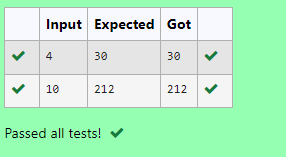 Input Expected Got
4 30 30
10 212 212
Passed all tests!